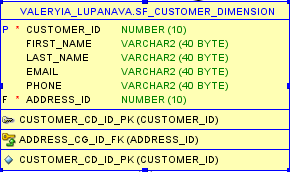 VALERYIA_LUPANAVA.SF_CUSTOMER_DIMENSION
P * CUSTOMER_ID NUMBER (10)
FIRST_NAME VARCHAR2 (40 BYTE)
LAST_NAME VARCHAR2 (40 BYTE)
EMAIL VARCHAR2 (40 BYTE)
PHONE VARCHAR2 (40 BYTE)
F * ADDRESS_ID NUMBER (10)
CUSTOMER_CD_ID_PK (CUSTOMER_ID)
ADDRESS_CG_ID_FK (ADDRESS_ID)
CUSTOMER_CD_ID_PK (CUSTOMER_ID)